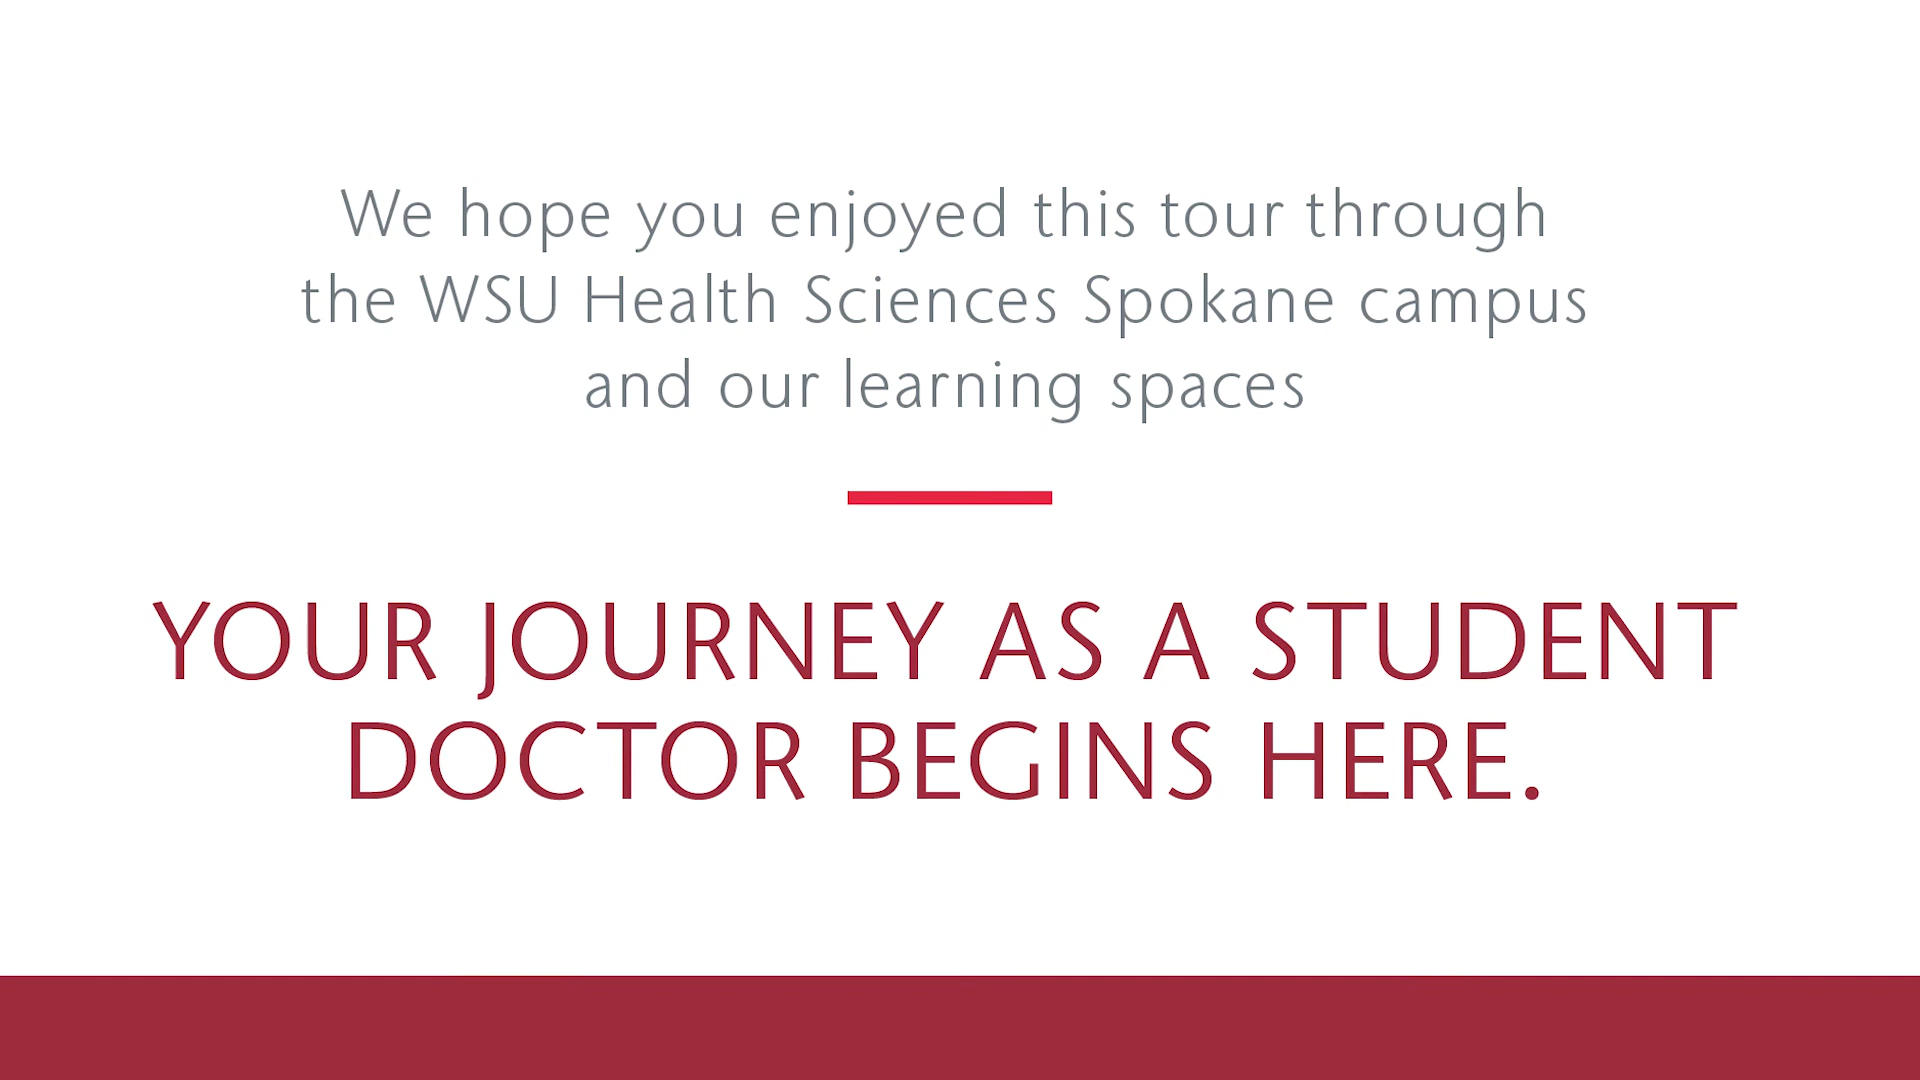 We hope you enjoyed this tour through
the WSU Health Sciences Spokane campus
and our learning spaces
YOUR JOURNEY AS A STUDENT
DOCTOR BEGINS HERE.